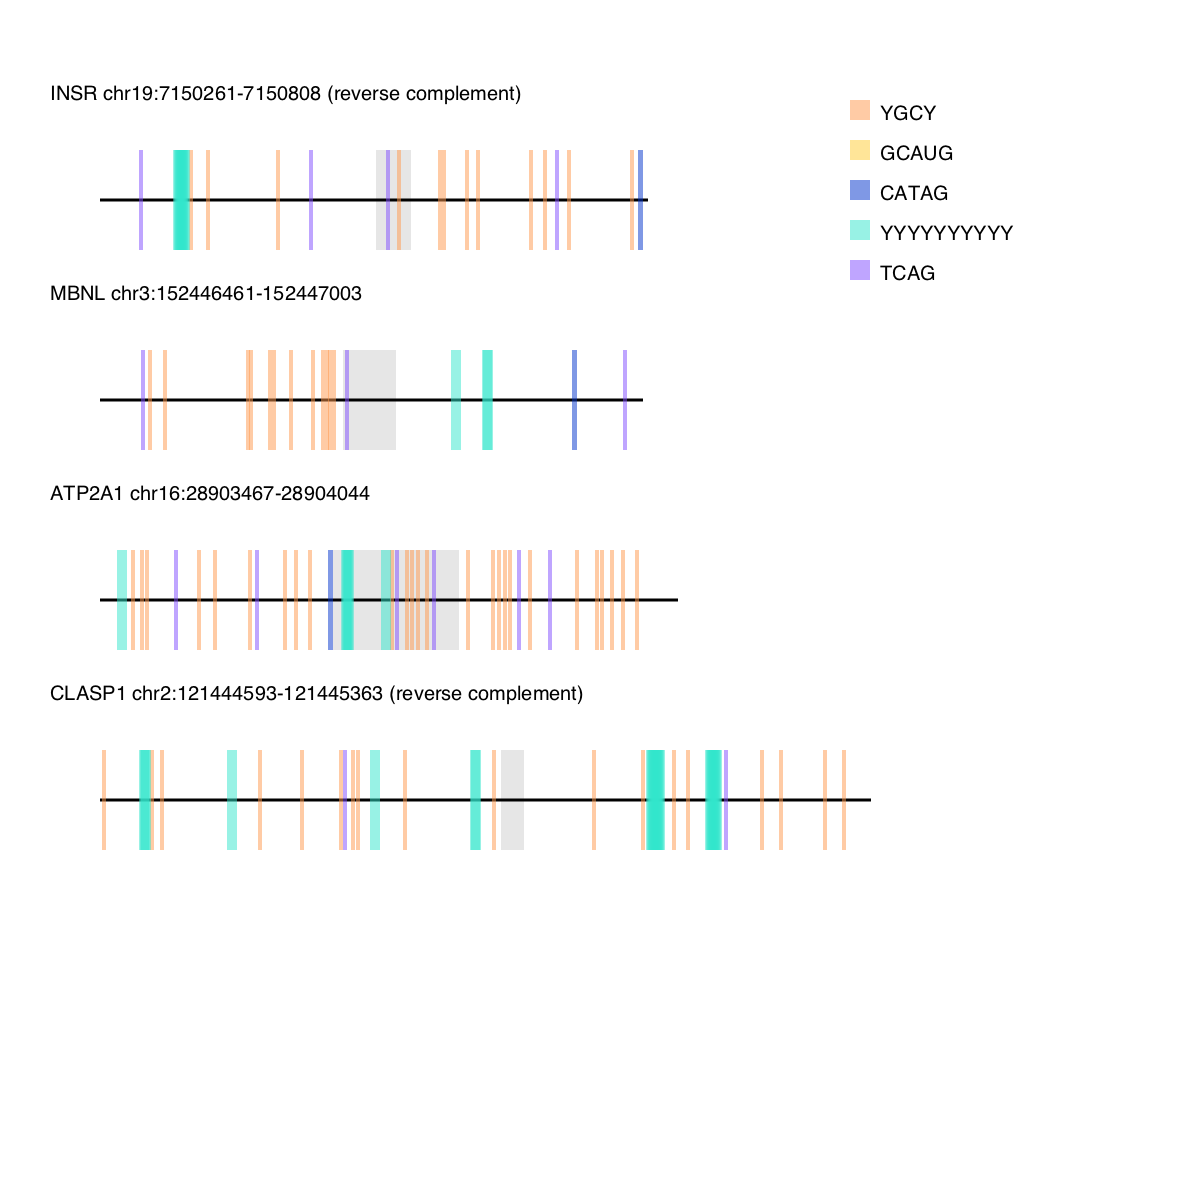 INSR chr19:7150261-7150808 (reverse complement)
YGCY
GCAUG
CATAG
YYYYYYYYYY
TCAG
MBNL chr3:152446461-152447003
ATP2A1 chr16:28903467-28904044
CLASP1 chr2:121444593-121445363 (reverse complement)